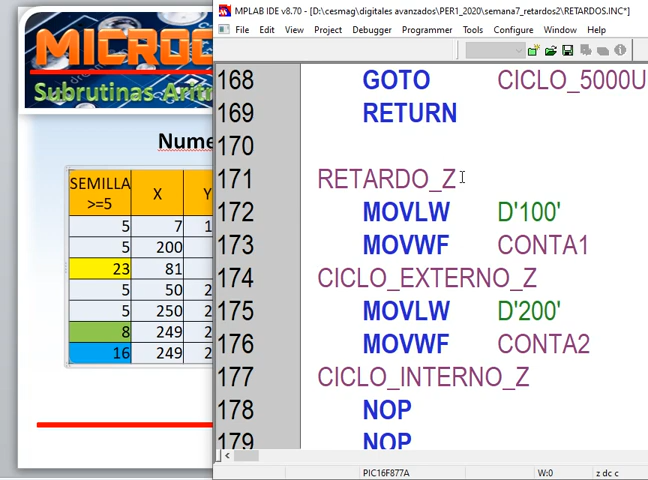 MICROC
Subrutinas Arit
Nume
SEMILLA >=5 X Y
5 7 1
5 200
23 81
5 50 2
5 250 2
8 249 2
16 249 2
MPLAB IDE v8.70 - [D:\cesmag\digitales avanzados\PER1_2020\semana7_retardos2\RETARDOS.INC*]
File Edit View Project Debugger Programmer Tools Configure Window Help
168 GOTO CICLO_5000U
169 RETURN
170
171 RETARDO_Z
172 MOVLW D'100'
173 MOVWF CONTA1
174 CICLO_EXTERNO_Z
175 MOVLW D'200'
176 MOVWF CONTA2
177 CICLO_INTERNO_Z
178 NOP
179 NOP
PIC16F877A W:0 z dc c